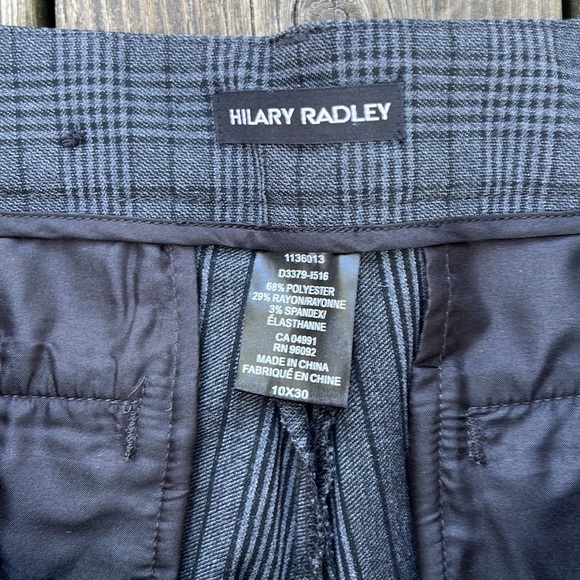 HILARY RADLEY
1136013
D3379-I516
68% POLYESTER
29% RAYON/RAYONNE
3% SPANDEX/
ÉLASTHANNE
CA 04991
RN 96092
MADE IN CHINA
FABRIQUÉ EN CHINE
10X30